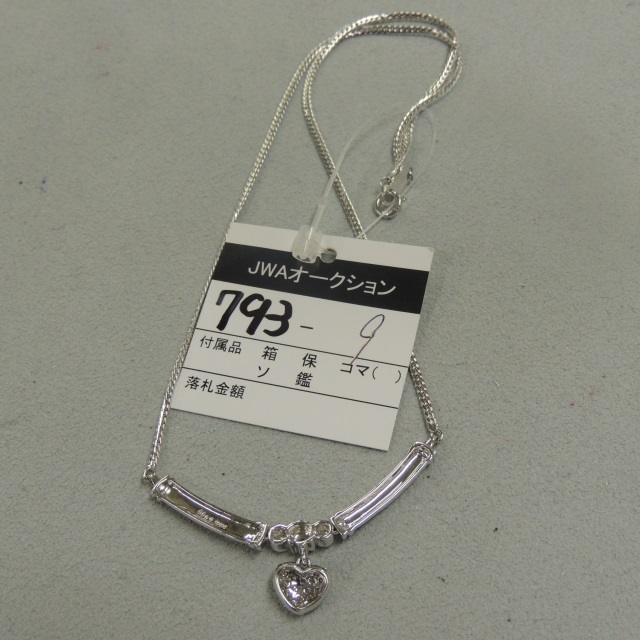 JWAオークション
793 - 9
付属品 箱 保 コマ( )
ソ 鑑
落札金額